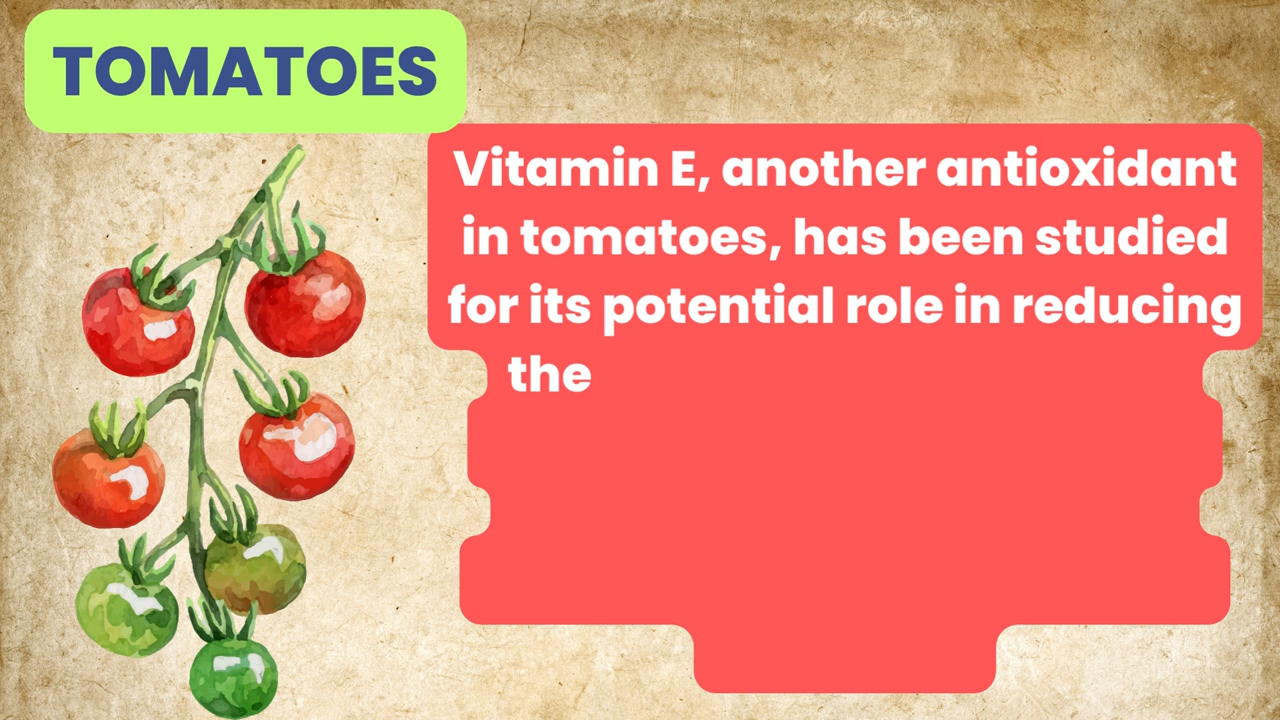 TOMATOES
Vitamin E, another antioxidant
in tomatoes, has been studied
for its potential role in reducing
the